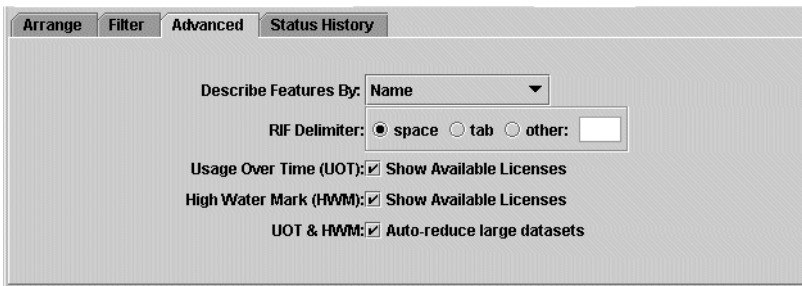 Arrange Filter Advanced Status History
Describe Features By: Name
RIF Delimiter: space tab other:
Usage Over Time (UOT): Show Available Licenses
High Water Mark (HWM): Show Available Licenses
UOT & HWM: Auto-reduce large datasets